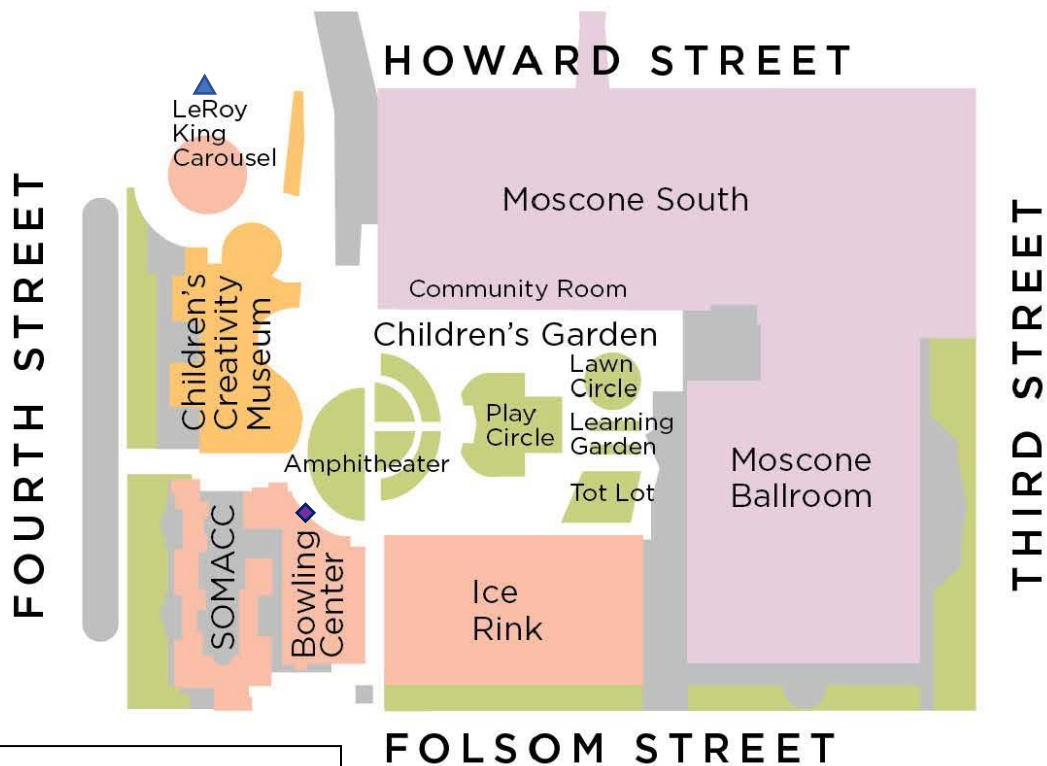 HOWARD STREET
LeRoy
King
Carousel
FOURTH STREET
Moscone South
THIRD STREET
Community Room
Children's
Creativity
Museum
Children's Garden
Lawn
Circle
Play
Circle
Learning
Garden
Amphitheater
Tot Lot
Moscone
Ballroom
SOMACC
Bowling
Center
Ice
Rink
FOLSOM STREET